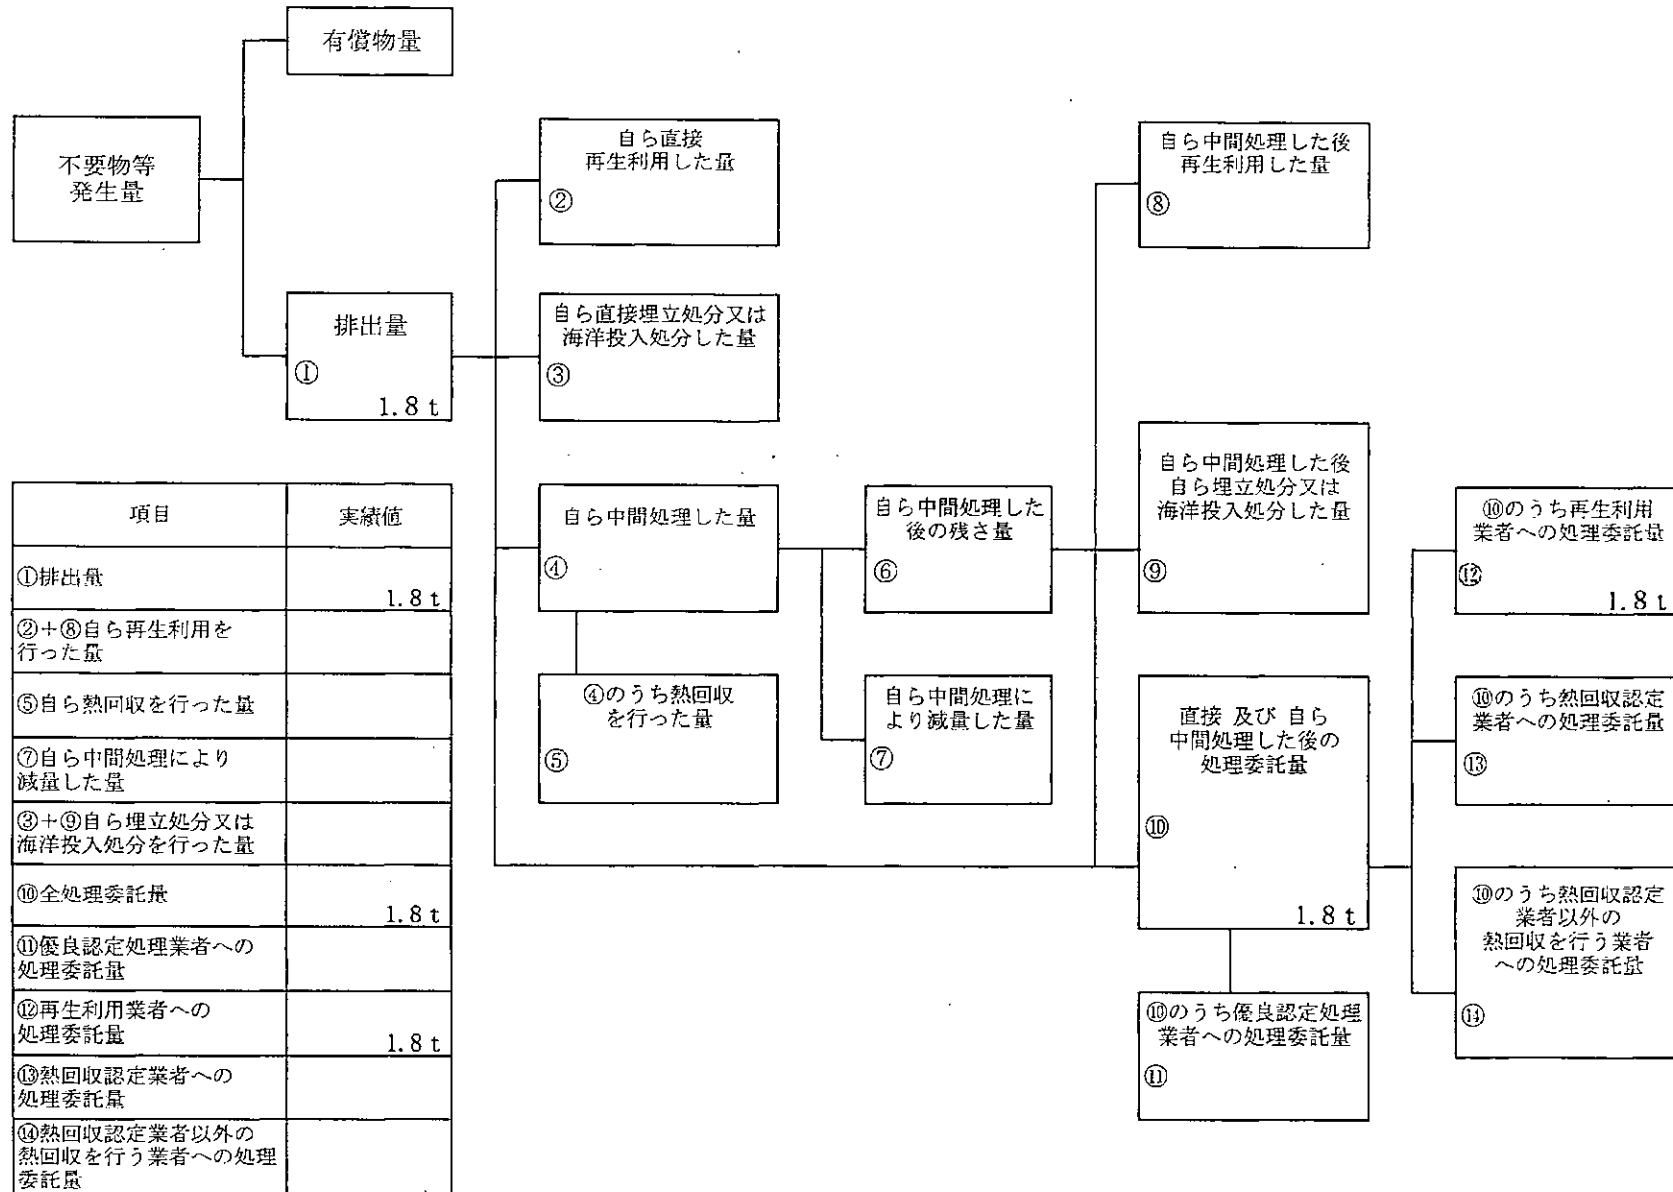 有償物量
不要物等
発生量
排出量
①
1.8 t
自ら直接
再生利用した量
②
自ら直接埋立処分又は
海洋投入処分した量
③
自ら中間処理した量
④
④のうち熱回収
を行った量
⑤
自ら中間処理した
後の残さ量
⑥
自ら中間処理に
より減量した量
⑦
自ら中間処理した後
再生利用した量
⑧
自ら中間処理した後
自ら埋立処分又は
海洋投入処分した量
⑨
直接 及び 自ら
中間処理した後の
処理委託量
⑩
1.8 t
⑩のうち優良認定処理
業者への処理委託量
⑪
⑩のうち再生利用
業者への処理委託量
⑫
1.8 t
⑩のうち熱回収認定
業者への処理委託量
⑬
⑩のうち熱回収認定
業者以外の
熱回収を行う業者
への処理委託量
⑭
項目 実績値
①排出量
1.8 t
②+⑧自ら再生利用を
行った量
⑤自ら熱回収を行った量
⑦自ら中間処理により
減量した量
③+⑨自ら埋立処分又は
海洋投入処分を行った量
⑩全処理委託量
1.8 t
⑪優良認定処理業者への
処理委託量
⑫再生利用業者への
処理委託量
1.8 t
⑬熱回収認定業者への
処理委託量
⑭熱回収認定業者以外の
熱回収を行う業者への処理
委託量